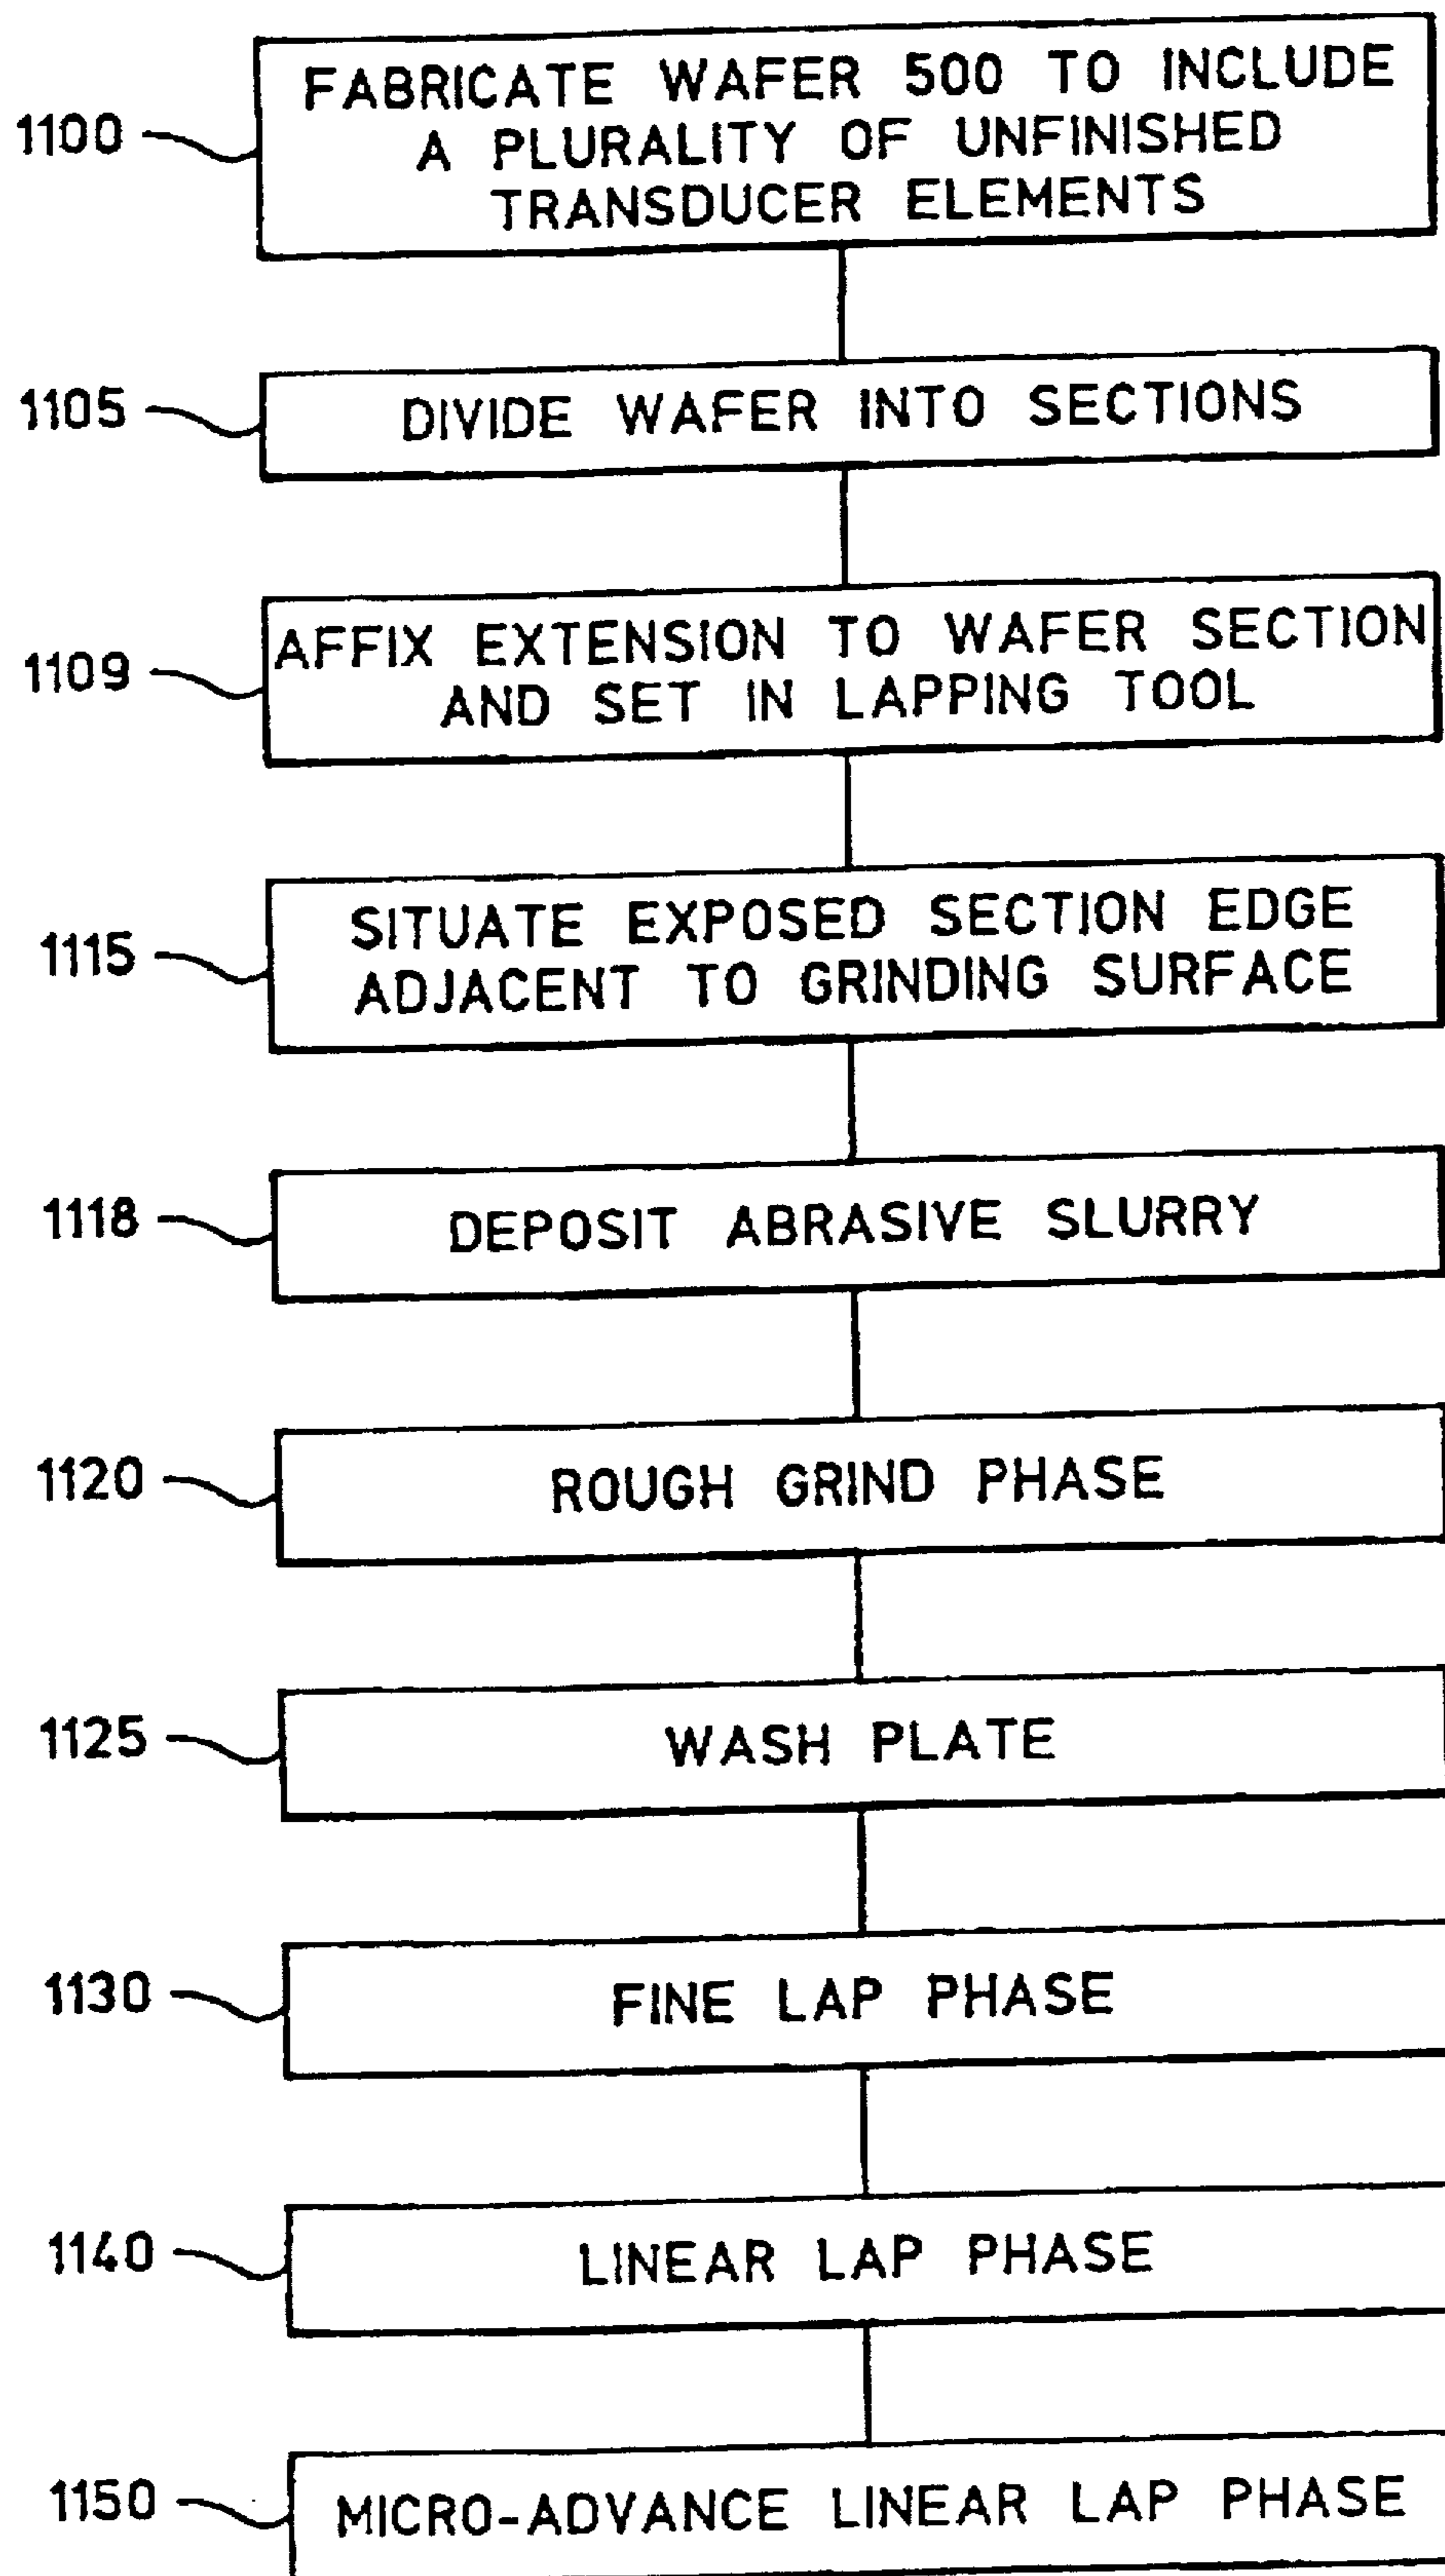 1100
FABRICATE WAFER 500 TO INCLUDE
A PLURALITY OF UNFINISHED
TRANSDUCER ELEMENTS
1105
DIVIDE WAFER INTO SECTIONS
1109
AFFIX EXTENSION TO WAFER SECTION
AND SET IN LAPPING TOOL
1115
SITUATE EXPOSED SECTION EDGE
ADJACENT TO GRINDING SURFACE
1118
DEPOSIT ABRASIVE SLURRY
1120
ROUGH GRIND PHASE
1125
WASH PLATE
1130
FINE LAP PHASE
1140
LINEAR LAP PHASE
1150
MICRO-ADVANCE LINEAR LAP PHASE